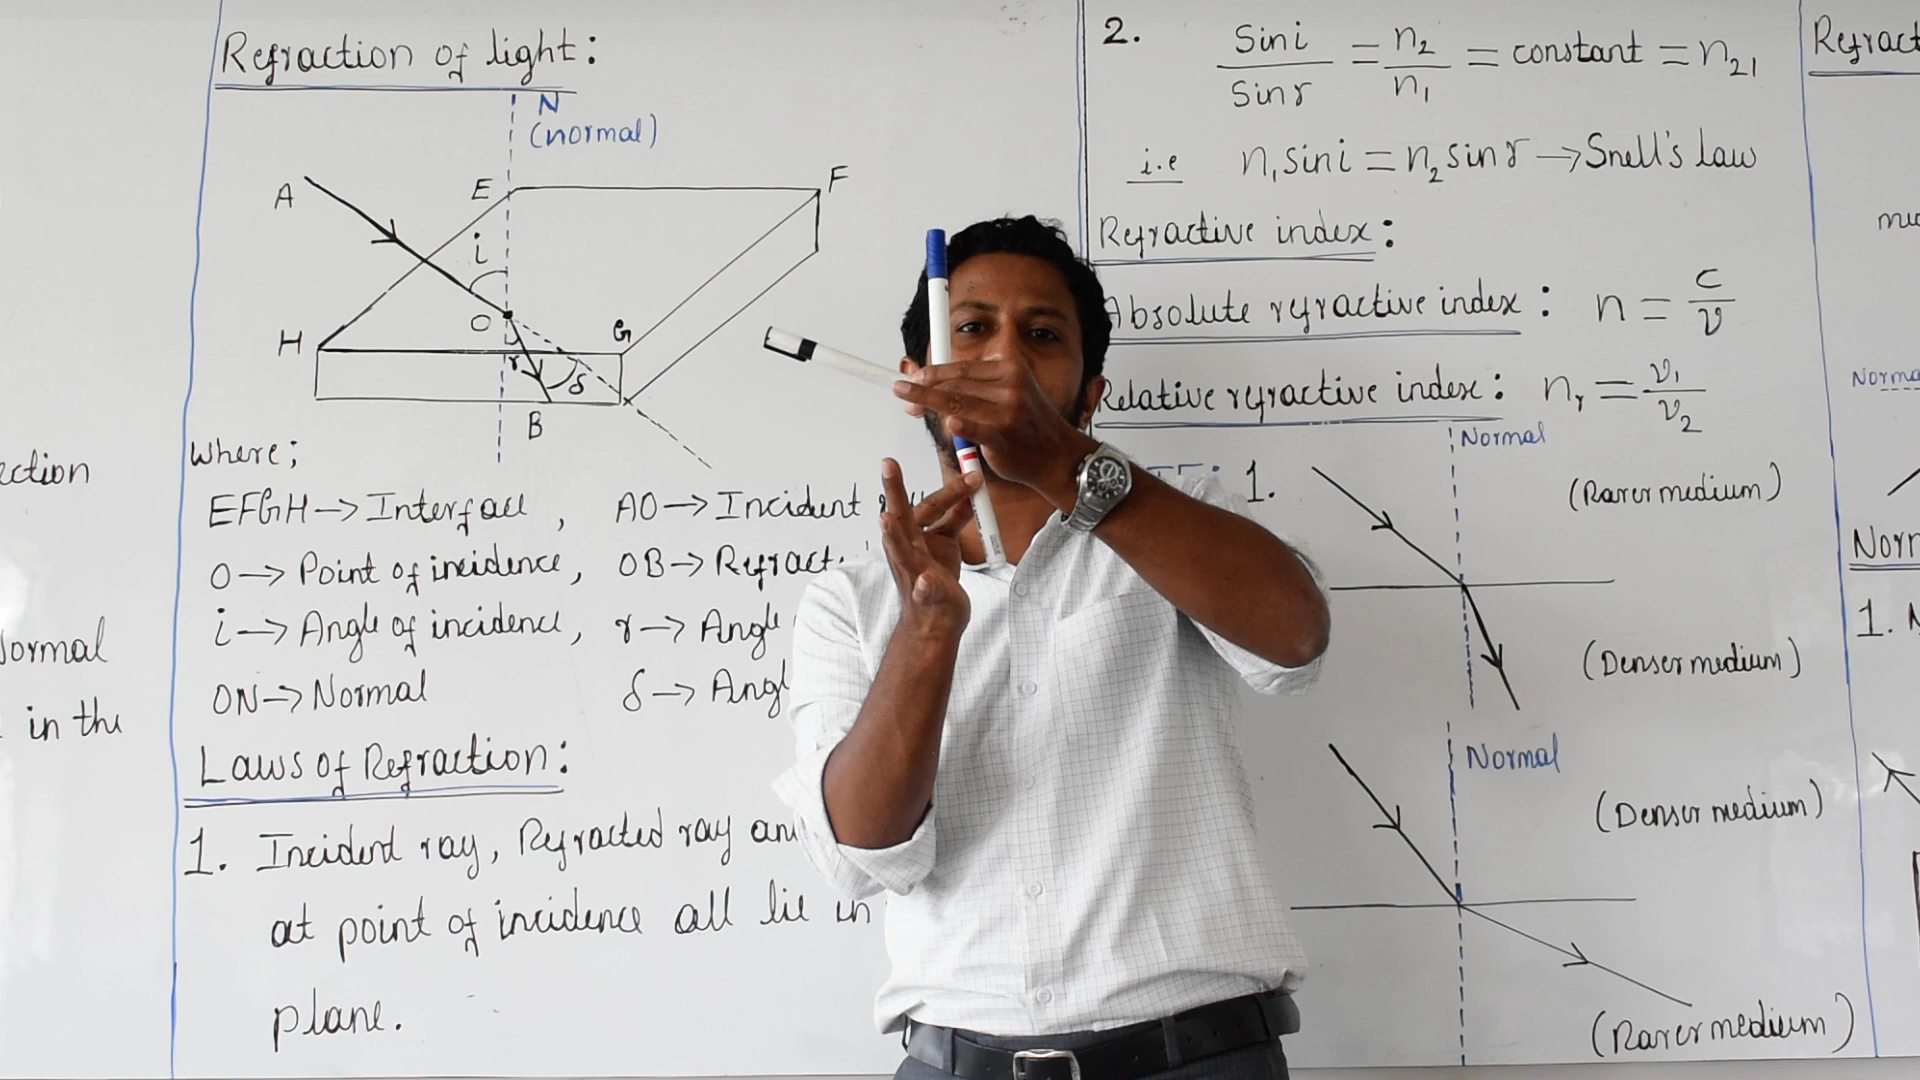 Refraction of light:
N
(normal)
A
E
F
i
O
H
G
r
δ
B
Where;
EFGH → Interface , AO → Incident
O → Point of incidence, OB → Refract
i → Angle of incidence, r → Angle
ON → Normal δ → Angl
Laws of Refraction:
1. Incident ray, Refracted ray an
at point of incidence all lie in
plane.
2. Sin i / Sin r = n2 / n1 = constant = n21
i.e n1 sin i = n2 sin r → Snell's law
Refractive index:
Absolute refractive index: n = c / v
Relative refractive index: nr = v1 / v2
1.
Normal
(Rarer medium)
(Denser medium)
Normal
(Denser medium)
(Rarer medium)
ection
Normal
in the
Refract
Norma
Norm
1.